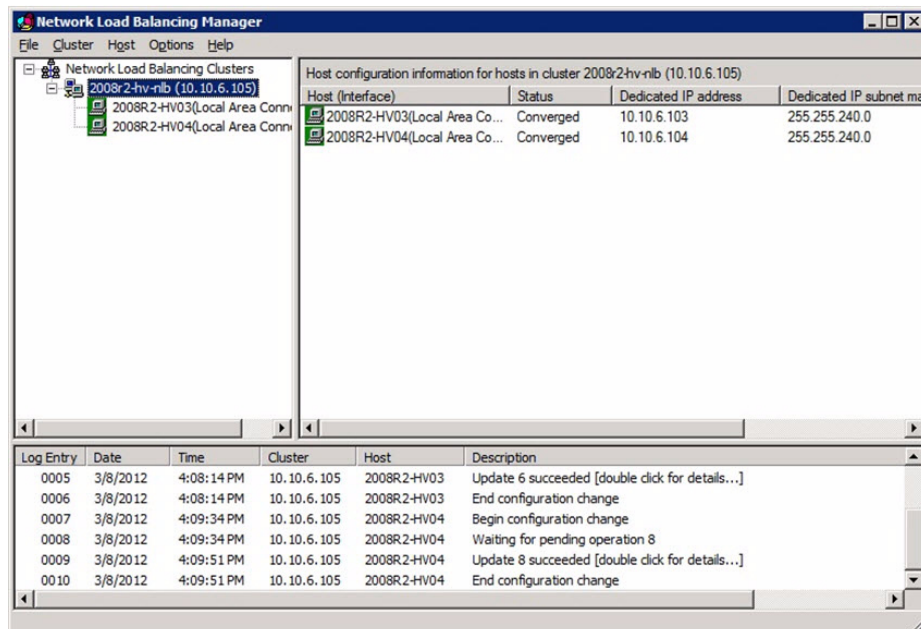 Network Load Balancing Manager
File Cluster Host Options Help
Network Load Balancing Clusters
2008r2-hv-nlb (10.10.6.105)
2008R2-HV03(Local Area Conn
2008R2-HV04(Local Area Conn
Host configuration information for hosts in cluster 2008r2-hv-nlb (10.10.6.105)
Host (Interface) Status Dedicated IP address Dedicated IP subnet ma
2008R2-HV03(Local Area Co... Converged 10.10.6.103 255.255.240.0
2008R2-HV04(Local Area Co... Converged 10.10.6.104 255.255.240.0
Log Entry Date Time Cluster Host Description
0005 3/8/2012 4:08:14 PM 10.10.6.105 2008R2-HV03 Update 6 succeeded [double click for details...]
0006 3/8/2012 4:08:14 PM 10.10.6.105 2008R2-HV03 End configuration change
0007 3/8/2012 4:09:34 PM 10.10.6.105 2008R2-HV04 Begin configuration change
0008 3/8/2012 4:09:34 PM 10.10.6.105 2008R2-HV04 Waiting for pending operation 8
0009 3/8/2012 4:09:51 PM 10.10.6.105 2008R2-HV04 Update 8 succeeded [double click for details...]
0010 3/8/2012 4:09:51 PM 10.10.6.105 2008R2-HV04 End configuration change